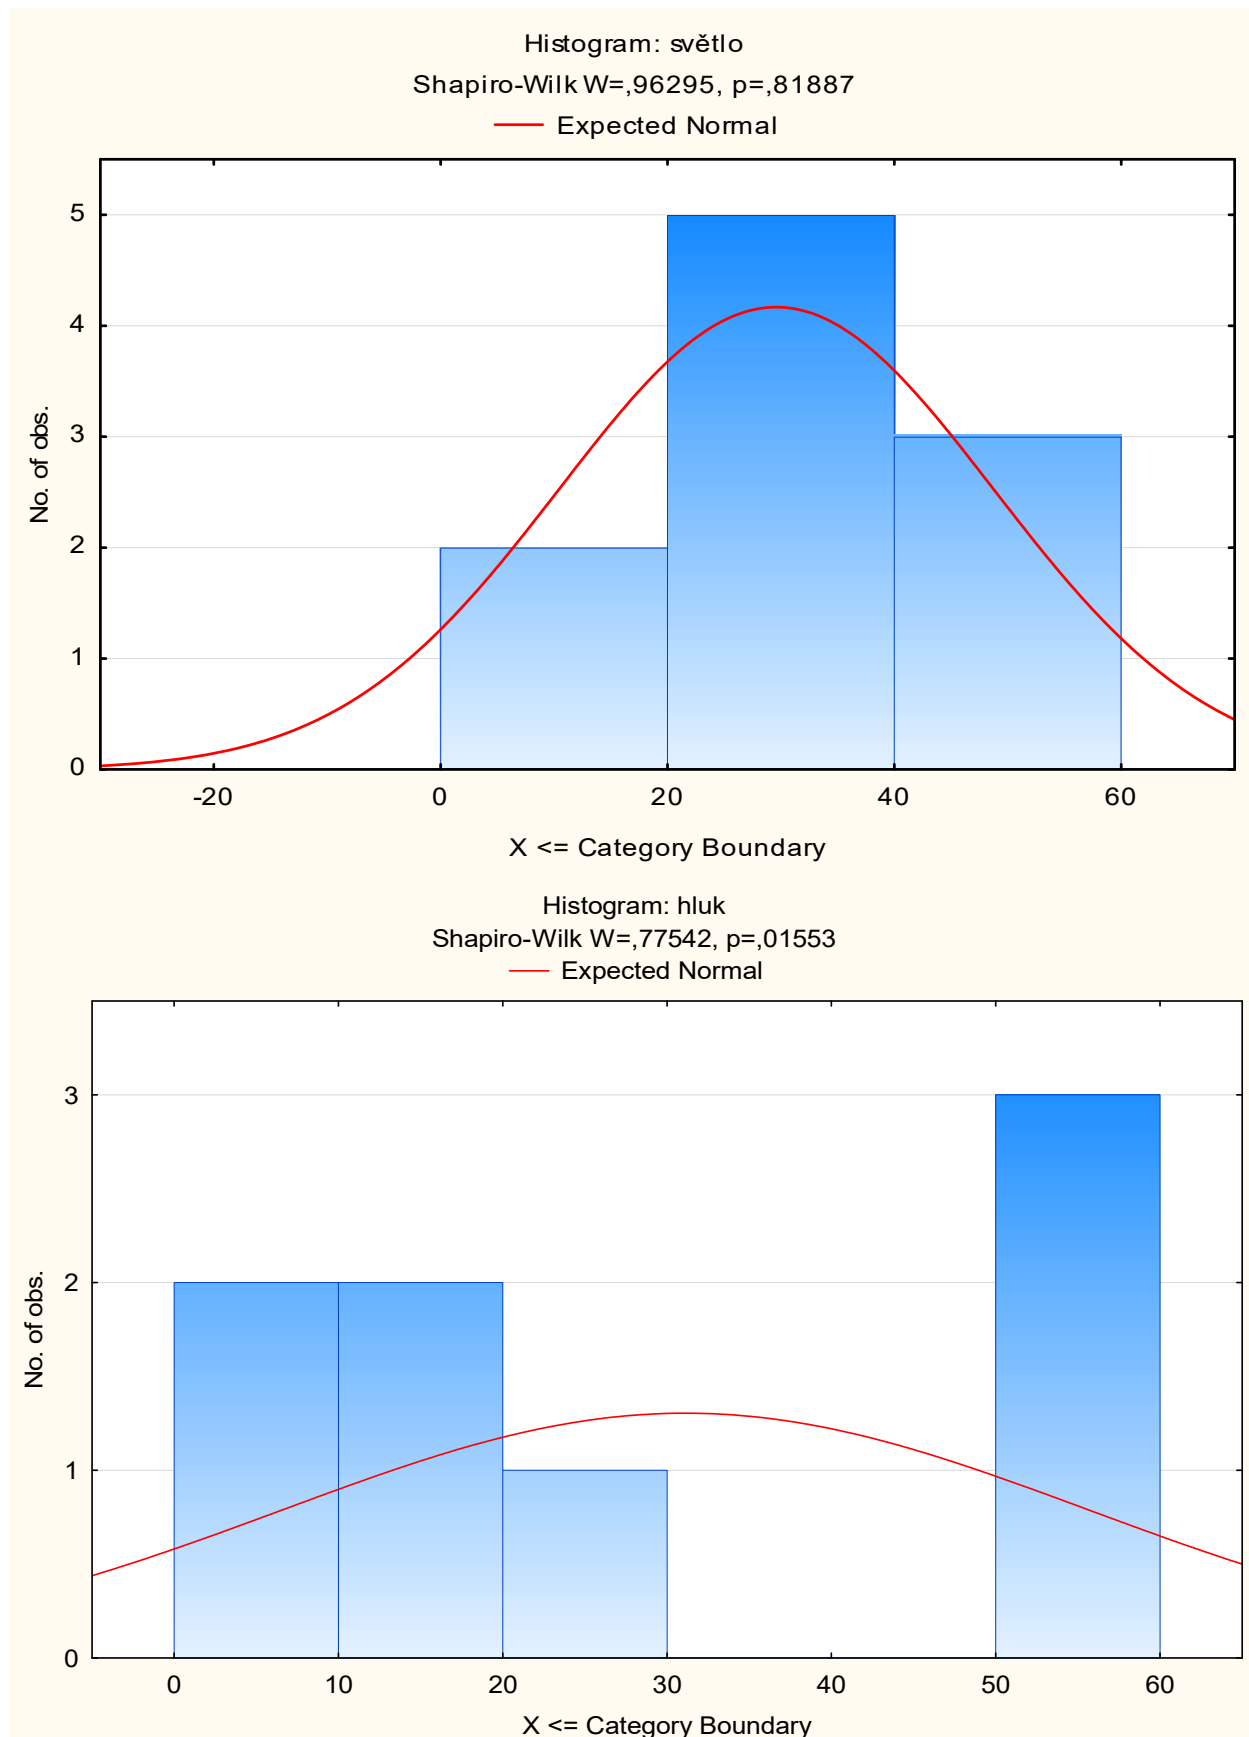 Histogram: světlo
Shapiro-Wilk W=,96295, p=,81887
Expected Normal
5
4
3
2
1
0
No. of obs.
-20 0 20 40 60
X <= Category Boundary
Histogram: hluk
Shapiro-Wilk W=,77542, p=,01553
Expected Normal
3
2
1
0
No. of obs.
0 10 20 30 40 50 60
X <= Category Boundary